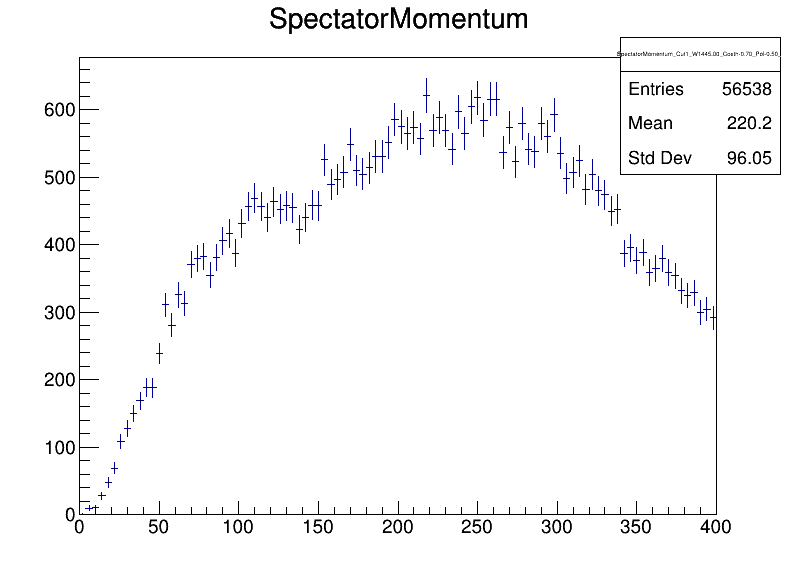 SpectatorMomentum
SpectatorMomentum_Cut1_W1445.00_Costh-0.70_Pol-0.50_
Entries 56538
Mean 220.2
Std Dev 96.05
600
500
400
300
200
100
0
0 50 100 150 200 250 300 350 400